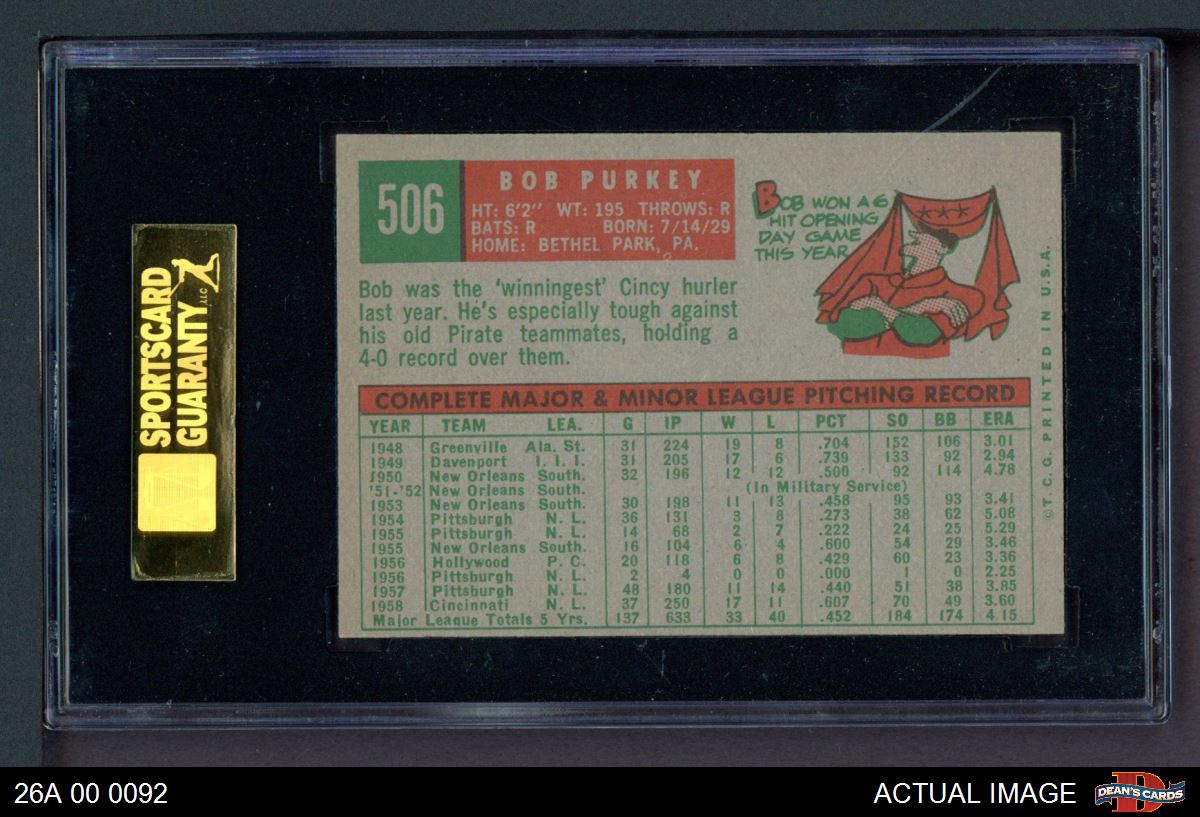 SPORTSCARD
GUARANTY LLC
506
BOB PURKEY
HT: 6'2" WT: 195 THROWS: R
BATS: R BORN: 7/14/29
HOME: BETHEL PARK, PA.
BOB WON A 6
HIT OPENING
DAY GAME
THIS YEAR
Bob was the 'winningest' Cincy hurler
last year. He's especially tough against
his old Pirate teammates, holding a
4-0 record over them.
COMPLETE MAJOR & MINOR LEAGUE PITCHING RECORD
YEAR TEAM LEA. G IP W L PCT SO BB ERA
1948 Greenville Ala. St. 31 224 19 8 .704 152 106 3.01
1949 Davenport I. I. I. 31 205 17 6 .739 133 92 2.94
1950 New Orleans South. 32 196 12 12 .500 92 114 4.78
'51-'52 New Orleans South. (In Military Service)
1953 New Orleans South. 30 198 11 13 .458 95 93 3.41
1954 Pittsburgh N. L. 36 131 3 8 .273 38 62 5.08
1955 Pittsburgh N. L. 14 68 2 7 .222 24 25 5.29
1955 New Orleans South. 16 104 6 4 .600 54 29 3.46
1956 Hollywood P. C. 20 118 6 8 .429 60 23 3.36
1956 Pittsburgh N. L. 2 4 0 0 .000 1 0 2.25
1957 Pittsburgh N. L. 48 180 11 14 .440 51 38 3.85
1958 Cincinnati N. L. 37 250 17 11 .607 70 49 3.60
Major League Totals 5 Yrs. 137 633 33 40 .452 184 174 4.15
©T.C.G. PRINTED IN U.S.A.
26A 00 0092
ACTUAL IMAGE
DEAN'S CARDS